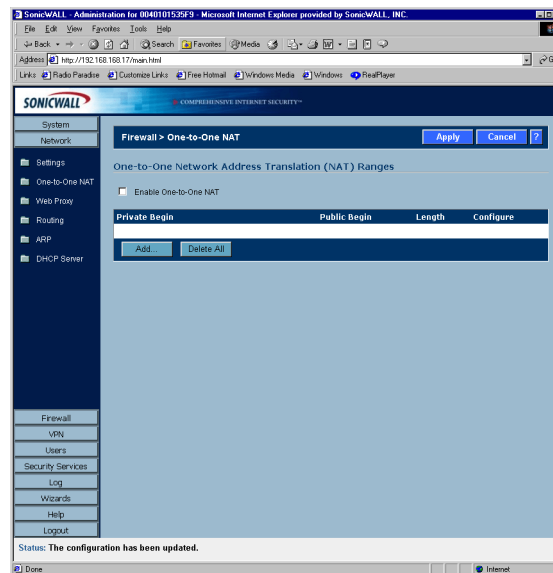 SonicWALL - Administration for 0040101535F9 - Microsoft Internet Explorer provided by SonicWALL, INC.
File Edit View Favorites Tools Help
Back Search Favorites Media
Address http://192.168.168.17/main.html
Links Radio Paradise Customize Links Free Hotmail Windows Media Windows RealPlayer
SONICWALL COMPREHENSIVE INTERNET SECURITY™
System
Network
Settings
One-to-One NAT
Web Proxy
Routing
ARP
DHCP Server
Firewall
VPN
Users
Security Services
Log
Wizards
Help
Logout
Firewall > One-to-One NAT Apply Cancel ?
One-to-One Network Address Translation (NAT) Ranges
Enable One-to-One NAT
Private Begin Public Begin Length Configure
Add... Delete All
Status: The configuration has been updated.
Done Internet